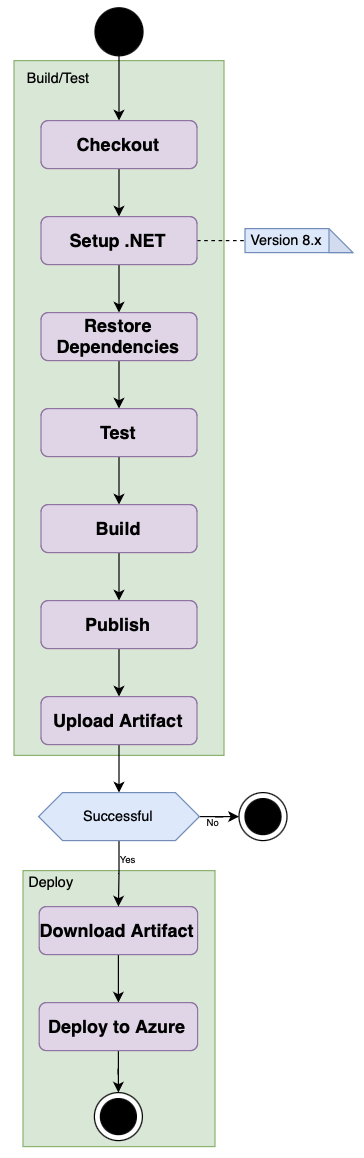 Build/Test
Checkout
Setup .NET
Version 8.x
Restore
Dependencies
Test
Build
Publish
Upload Artifact
Successful
No
Yes
Deploy
Download Artifact
Deploy to Azure